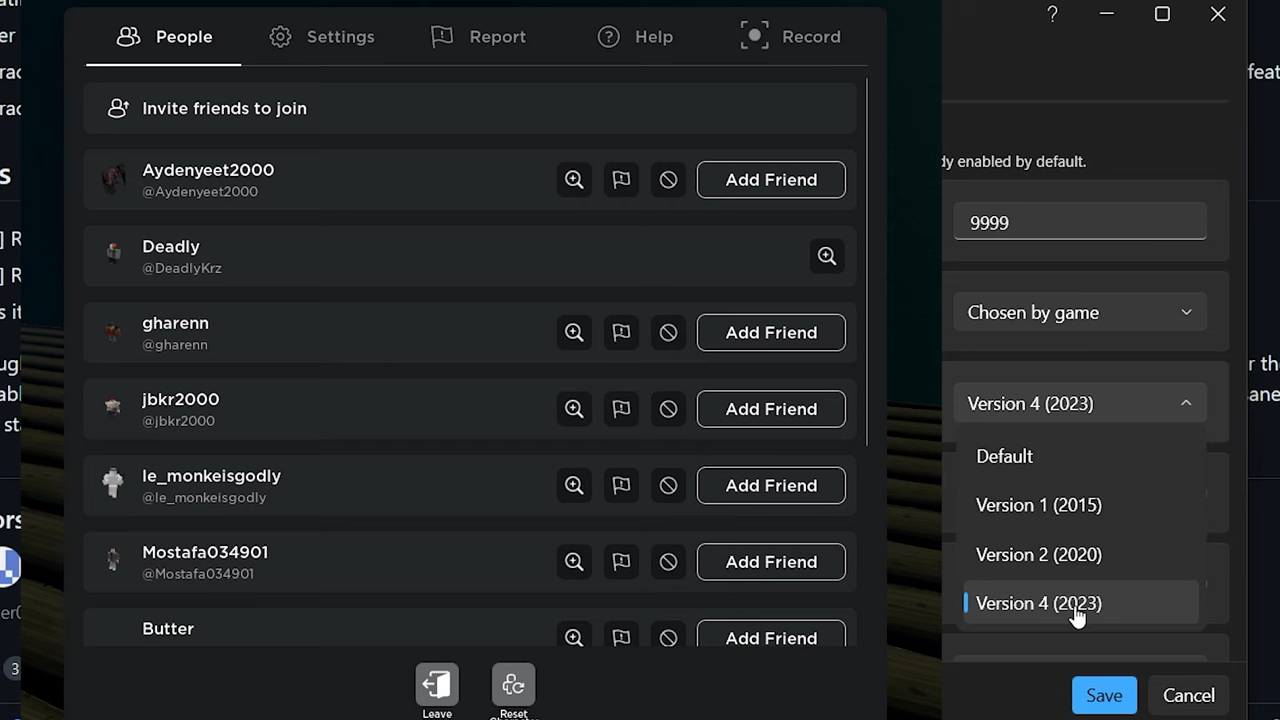 People
Settings
Report
Help
Record
Invite friends to join
Aydenyeet2000
@Aydenyeet2000
Add Friend
Deadly
@DeadlyKrz
gharenn
@gharenn
Add Friend
jbkr2000
@jbkr2000
Add Friend
le_monkeisgodly
@le_monkeisgodly
Add Friend
Mostafa034901
@Mostafa034901
Add Friend
Butter
Add Friend
Leave
Reset
?
dy enabled by default.
9999
Chosen by game
Version 4 (2023)
Default
Version 1 (2015)
Version 2 (2020)
Version 4 (2023)
Save
Cancel